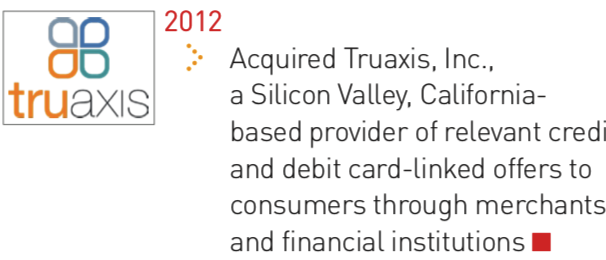 2012
truaxis
Acquired Truaxis, Inc.,
a Silicon Valley, California-
based provider of relevant credi
and debit card-linked offers to
consumers through merchants
and financial institutions